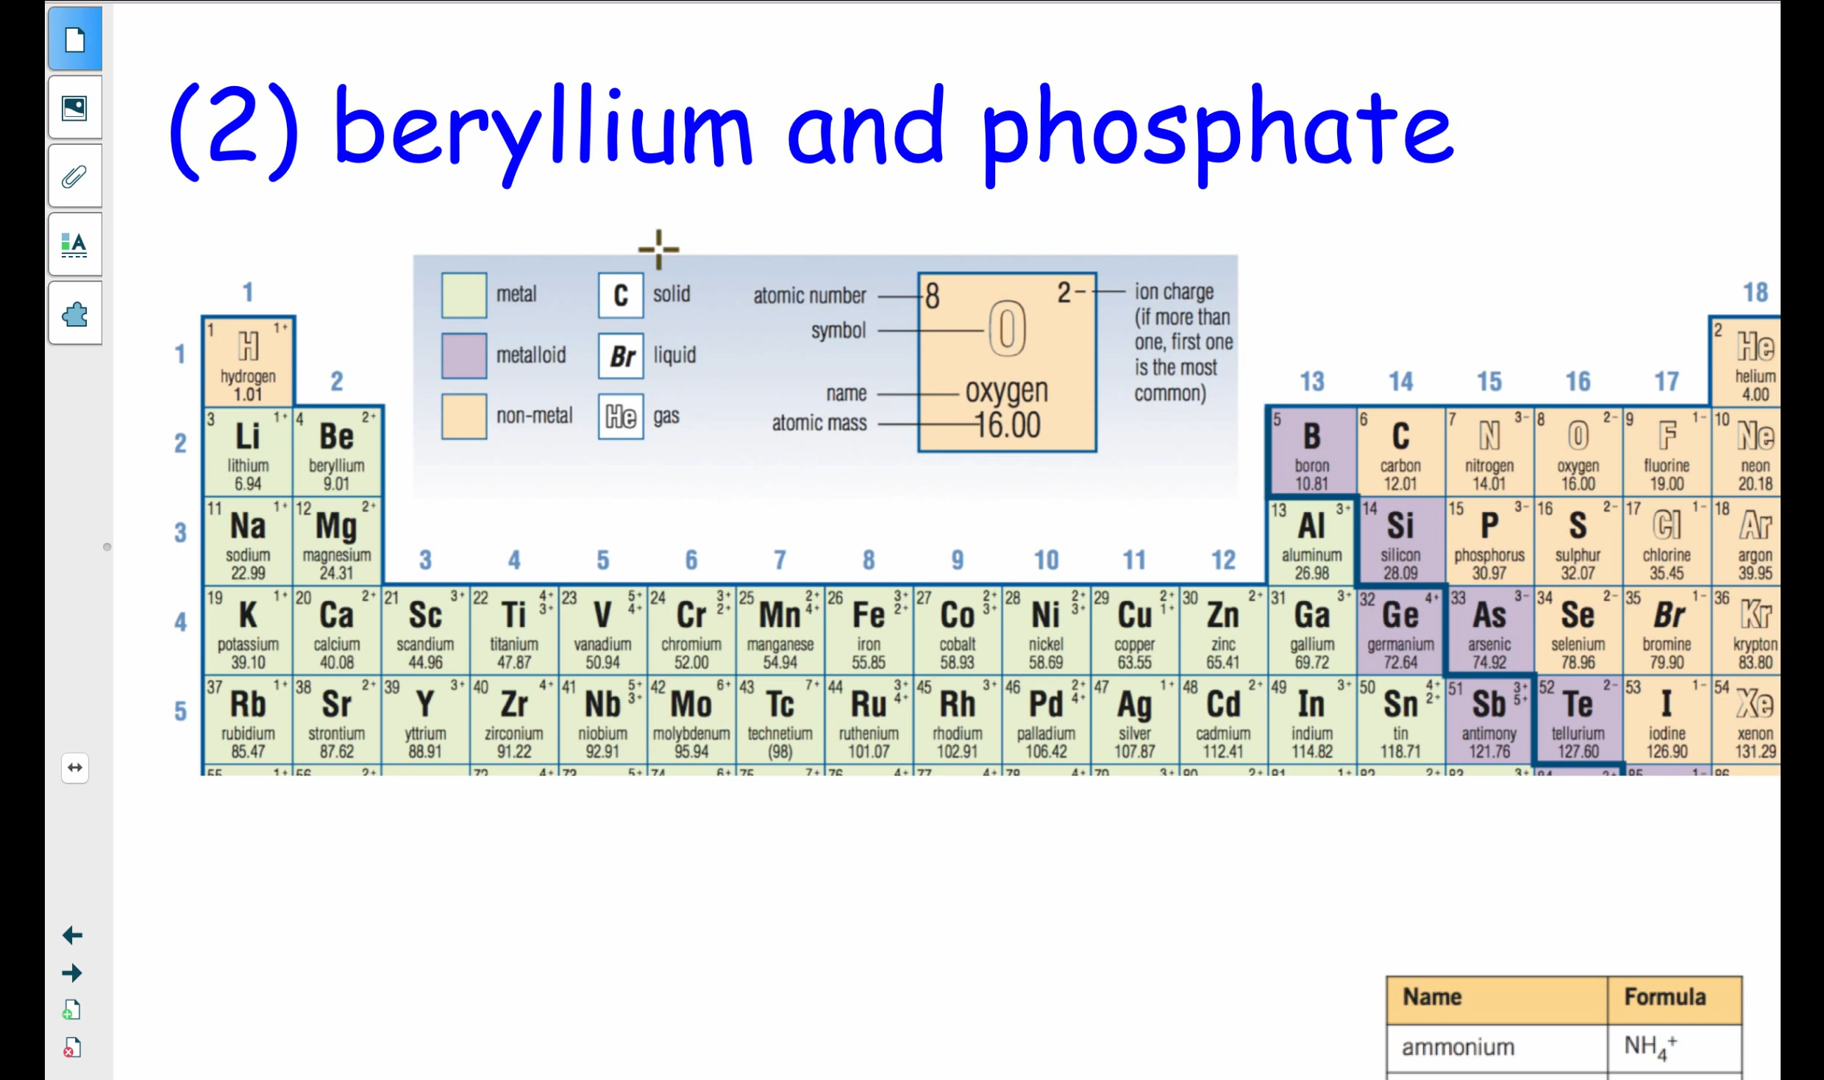 (2) beryllium and phosphate
metal
C solid
metalloid
Br liquid
non-metal
He gas
atomic number
symbol
name
atomic mass
8 2-
O
oxygen
16.00
ion charge
(if more than
one, first one
is the most
common)
1 18
1 1+ 2
1 H He
hydrogen helium
1.01 4.00
2 13 14 15 16 17
3 1+ 4 2+ 5 6 7 3- 8 2- 9 1- 10
2 Li Be B C N O F Ne
lithium beryllium boron carbon nitrogen oxygen fluorine neon
6.94 9.01 10.81 12.01 14.01 16.00 19.00 20.18
11 1+ 12 2+ 13 3+ 14 15 3- 16 2- 17 1- 18
3 Na Mg Al Si P S Cl Ar
sodium magnesium aluminum silicon phosphorus sulphur chlorine argon
22.99 24.31 26.98 28.09 30.97 32.07 35.45 39.95
3 4 5 6 7 8 9 10 11 12
19 1+ 20 2+ 21 3+ 22 4+ 3+ 23 5+ 4+ 24 3+ 2+ 25 2+ 4+ 26 3+ 2+ 27 2+ 3+ 28 2+ 3+ 29 2+ 1+ 30 2+ 31 3+ 32 4+ 33 3- 34 2- 35 1- 36
4 K Ca Sc Ti V Cr Mn Fe Co Ni Cu Zn Ga Ge As Se Br Kr
potassium calcium scandium titanium vanadium chromium manganese iron cobalt nickel copper zinc gallium germanium arsenic selenium bromine krypton
39.10 40.08 44.96 47.87 50.94 52.00 54.94 55.85 58.93 58.69 63.55 65.41 69.72 72.64 74.92 78.96 79.90 83.80
37 1+ 38 2+ 39 3+ 40 4+ 41 5+ 3+ 42 6+ 43 7+ 44 3+ 4+ 45 3+ 46 2+ 4+ 47 1+ 48 2+ 49 3+ 50 4+ 2+ 51 3+ 5+ 52 2- 53 1- 54
5 Rb Sr Y Zr Nb Mo Tc Ru Rh Pd Ag Cd In Sn Sb Te I Xe
rubidium strontium yttrium zirconium niobium molybdenum technetium ruthenium rhodium palladium silver cadmium indium tin antimony tellurium iodine xenon
85.47 87.62 88.91 91.22 92.91 95.94 (98) 101.07 102.91 106.42 107.87 112.41 114.82 118.71 121.76 127.60 126.90 131.29
Name Formula
ammonium NH₄⁺